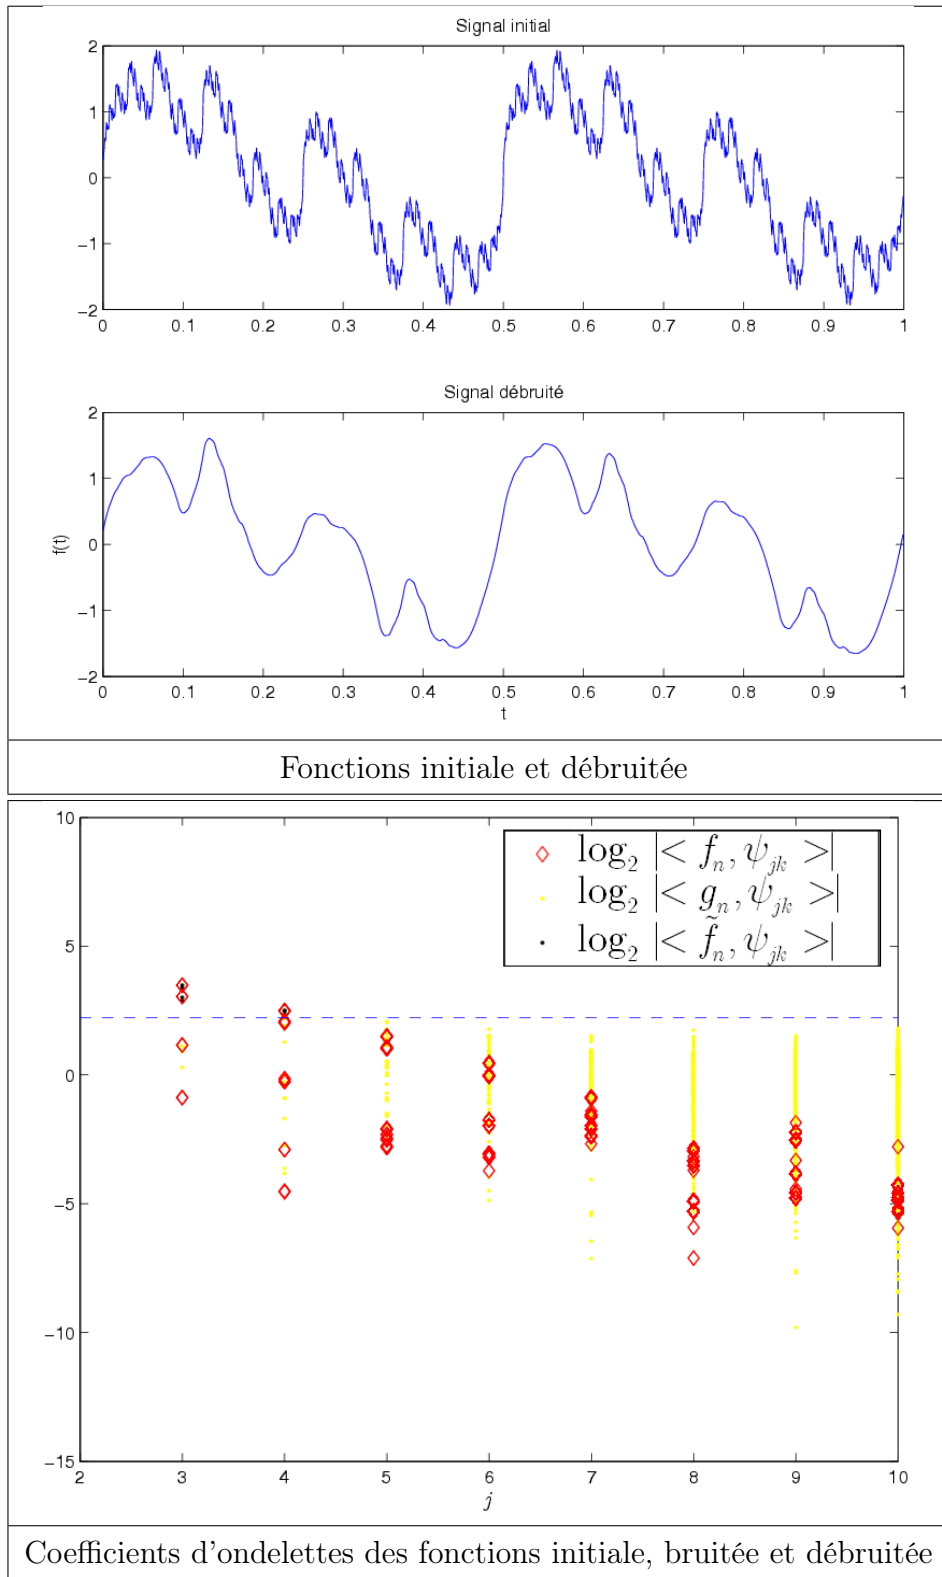 Signal initial
2
1
0
−1
−2
0 0.1 0.2 0.3 0.4 0.5 0.6 0.7 0.8 0.9 1
Signal débruité
2
1
0
−1
−2
f(t)
0 0.1 0.2 0.3 0.4 0.5 0.6 0.7 0.8 0.9 1
t
Fonctions initiale et débruitée
10
5
0
−5
−10
−15
log₂ |< fₙ, ψⱼₖ >|
log₂ |< gₙ, ψⱼₖ >|
log₂ |< f̃ₙ, ψⱼₖ >|
2 3 4 5 6 7 8 9 10
j
Coefficients d'ondelettes des fonctions initiale, bruitée et débruitée